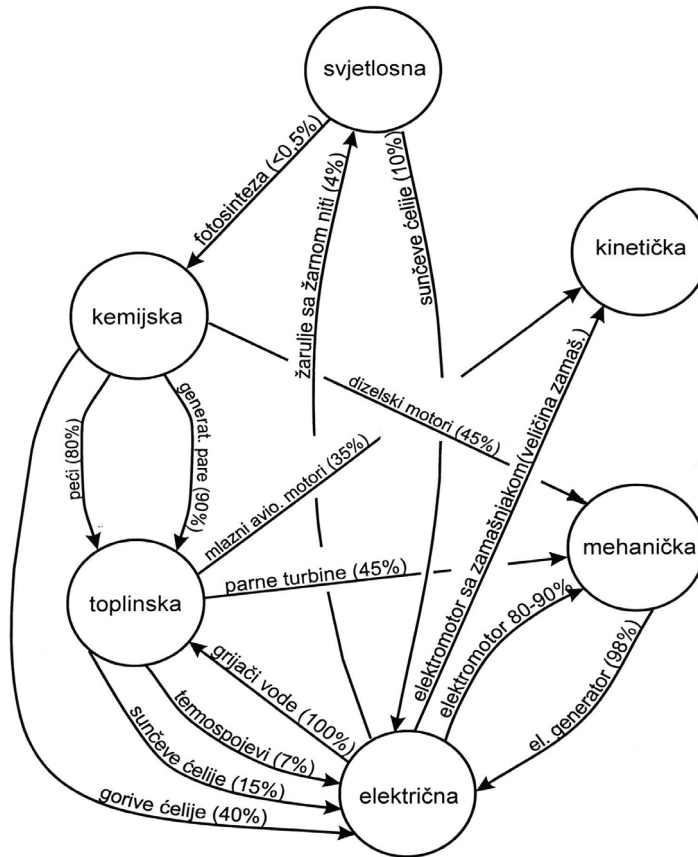 svjetlosna
fotosinteza (<0,5%)
žarulje sa žarnom niti (4%)
sunčeve ćelije (10%)
kinetička
kemijska
dizelski motori (45%)
elektromotor sa zamašnjakom(veličina zamaš.)
peći (80%)
generat. pare (90%)
mlazni avio. motori (35%)
mehanička
toplinska
parne turbine (45%)
elektromotor 80-90%
grijači vode (100%)
el. generator (98%)
termospojevi (7%)
sunčeve ćelije (15%)
gorive ćelije (40%)
električna